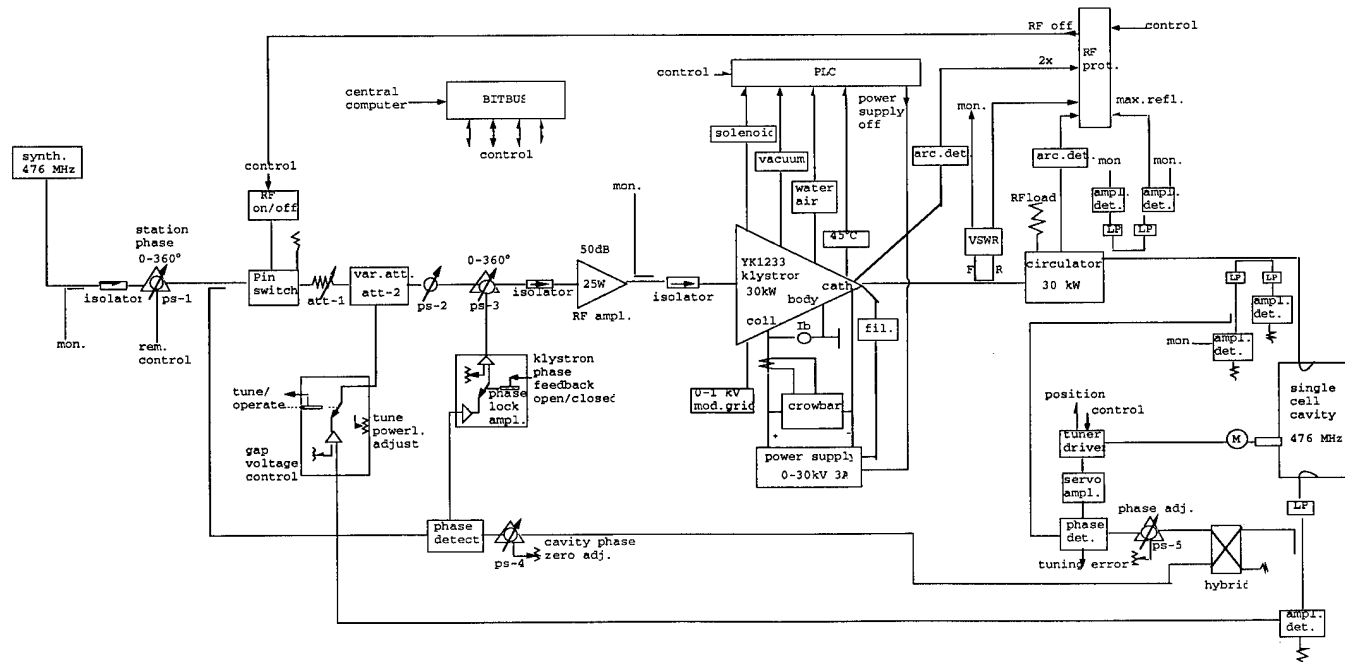 RF off
control
RF
prot.
2x
max.refl.
control
PLC
power
supply
off
mon.
central
computer
BITBUS
control
solenoid
vacuum
water
air
45°C
arc.det.
arc.det.
mon
mon.
ampl.
det.
ampl.
det.
LP
LP
synth.
476 MHz
control
RF
on/off
mon.
RFload
VSWR
F
R
station
phase
0-360°
Pin
switch
att-1
var.att.
att-2
ps-2
0-360°
ps-3
isolator
50dB
25W
RF ampl.
isolator
YK1233
klystror
30kW
cath
body
coll
Ib
fil.
circulator
30 kW
isolator
ps-1
mon.
rem.
control
LP
LP
ampl.
det.
mon
ampl.
det.
tune/
operate
tune
powerl.
adjust
gap
voltage
control
klystron
phase
feedback
open/closed
phase
lock
ampl.
0-1 kV
mod.grid
crowbar
+
-
power supply
0-30kV 3A
position
control
tuner
driver
M
single
cell
cavity
476 MHz
servo
ampl.
LP
phase
detect
ps-4
cavity phase
zero adj.
phase
det.
phase adj.
ps-5
tuning error
hybrid
ampl.
det.